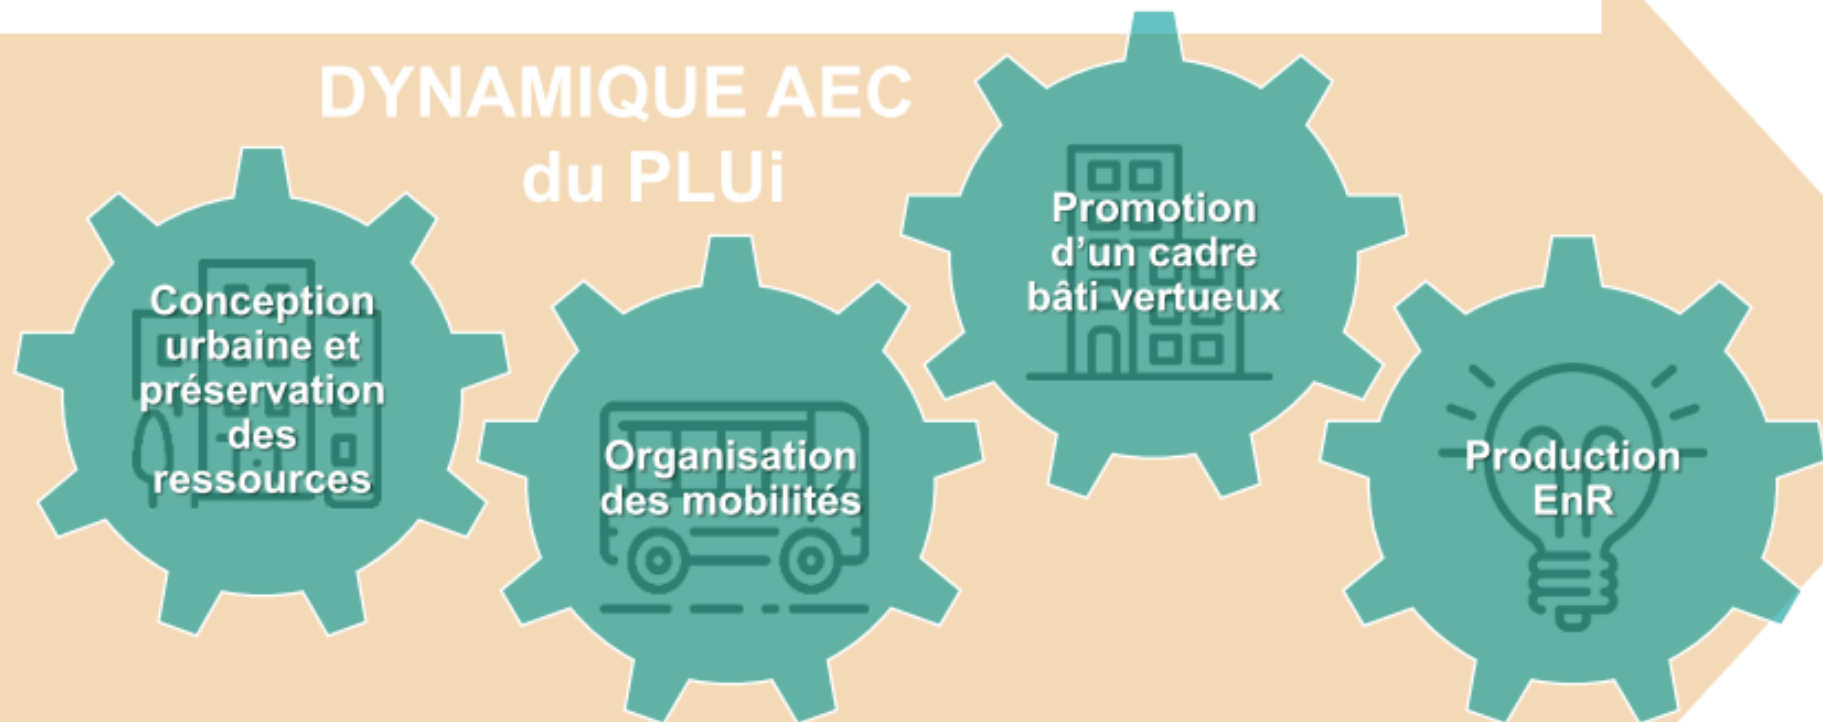 DYNAMIQUE AEC
du PLUi
Conception
urbaine et
préservation
des
ressources
Organisation
des mobilités
Promotion
d’un cadre
bâti vertueux
Production
EnR